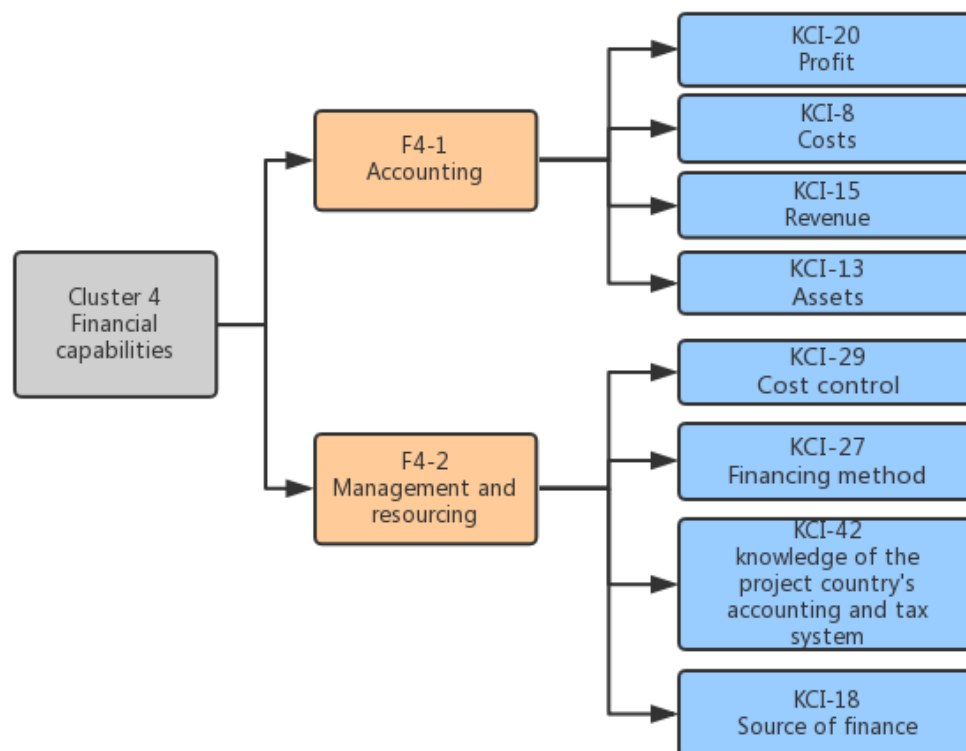 Cluster 4
Financial
capabilities
F4-1
Accounting
KCI-20
Profit
KCI-8
Costs
KCI-15
Revenue
KCI-13
Assets
F4-2
Management and
resourcing
KCI-29
Cost control
KCI-27
Financing method
KCI-42
knowledge of the
project country's
accounting and tax
system
KCI-18
Source of finance